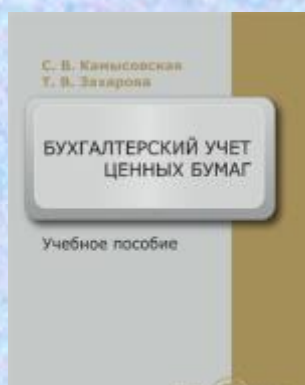 С. В. Камысовская
Т. В. Захарова
БУХГАЛТЕРСКИЙ УЧЕТ
ЦЕННЫХ БУМАГ
Учебное пособие